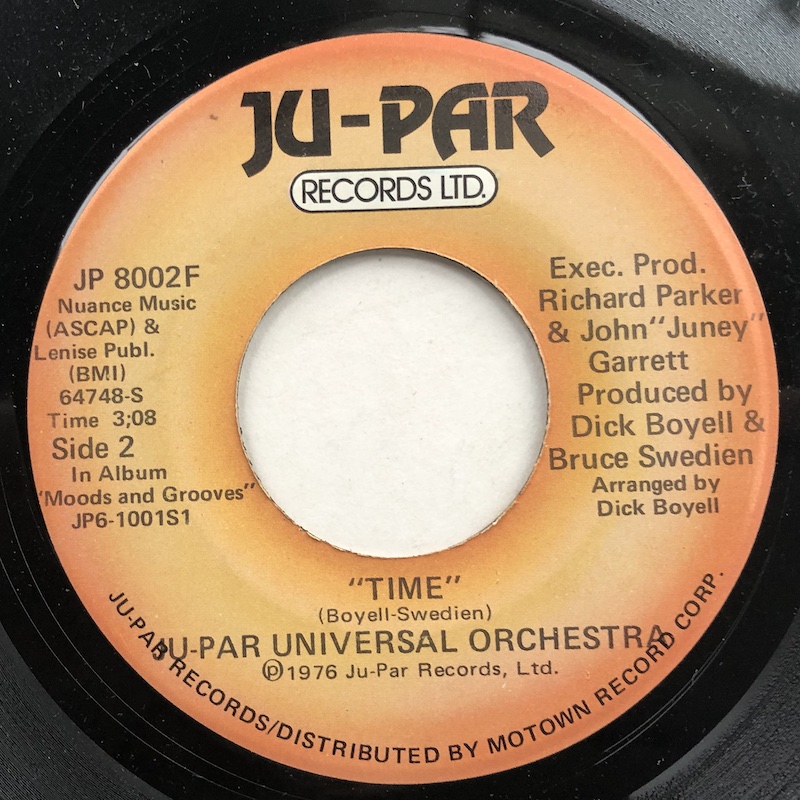 JU-PAR
RECORDS LTD.
JP 8002F
Nuance Music
(ASCAP) &
Lenise Publ.
(BMI)
64748-S
Time 3;08
Side 2
In Album
"Moods and Grooves"
JP6-1001S1
Exec. Prod.
Richard Parker
& John "Juney"
Garrett
Produced by
Dick Boyell &
Bruce Swedien
Arranged by
Dick Boyell
"TIME"
(Boyell-Swedien)
JU-PAR UNIVERSAL ORCHESTRA
℗1976 Ju-Par Records, Ltd.
JU-PAR RECORDS/DISTRIBUTED BY MOTOWN RECORD CORP.